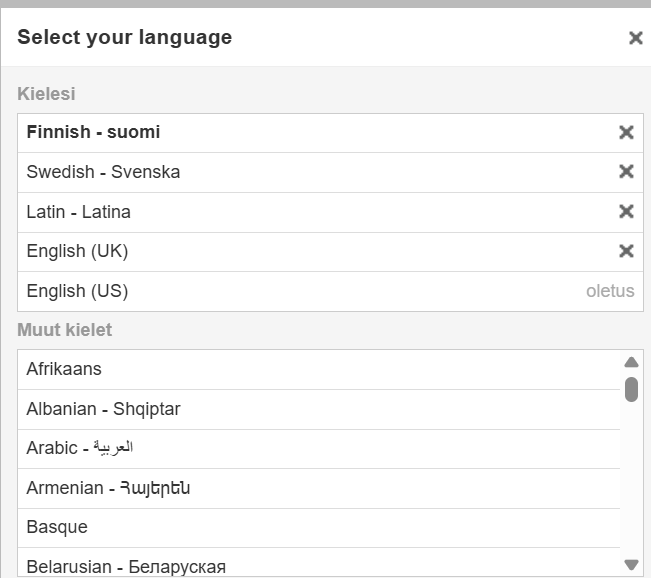 Select your language
Kielesi
Finnish - suomi
Swedish - Svenska
Latin - Latina
English (UK)
English (US) oletus
Muut kielet
Afrikaans
Albanian - Shqiptar
Arabic - العربية
Armenian - Հայերեն
Basque
Belarusian - Беларуская